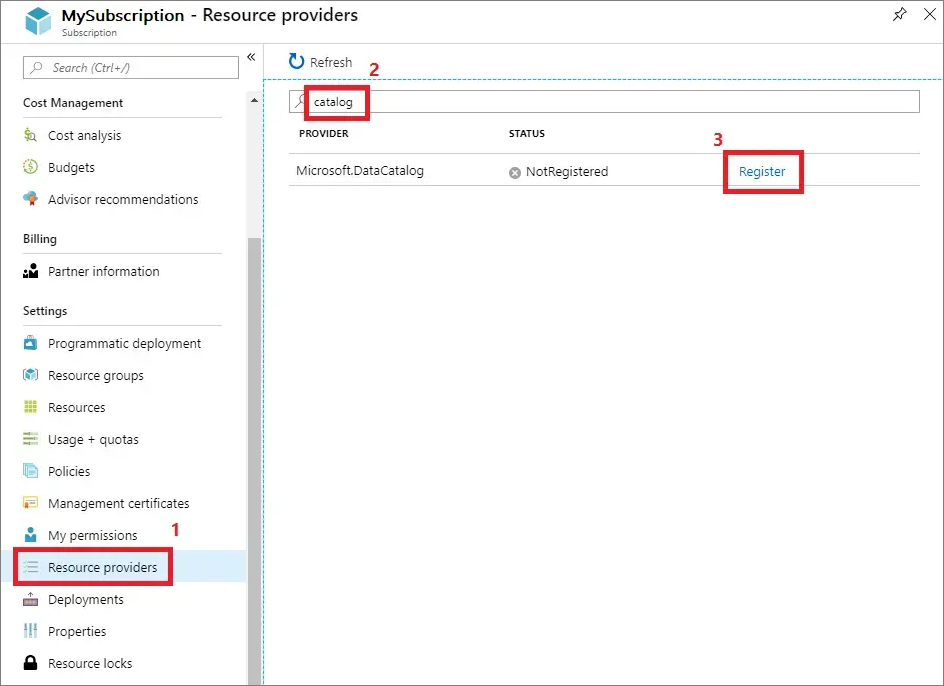 MySubscription - Resource providers
Subscription
Search (Ctrl+/)
«
Cost Management
Cost analysis
Budgets
Advisor recommendations
Billing
Partner information
Settings
Programmatic deployment
Resource groups
Resources
Usage + quotas
Policies
Management certificates
My permissions
1
Resource providers
Deployments
Properties
Resource locks
Refresh
2
catalog
PROVIDER STATUS
3
Microsoft.DataCatalog NotRegistered Register